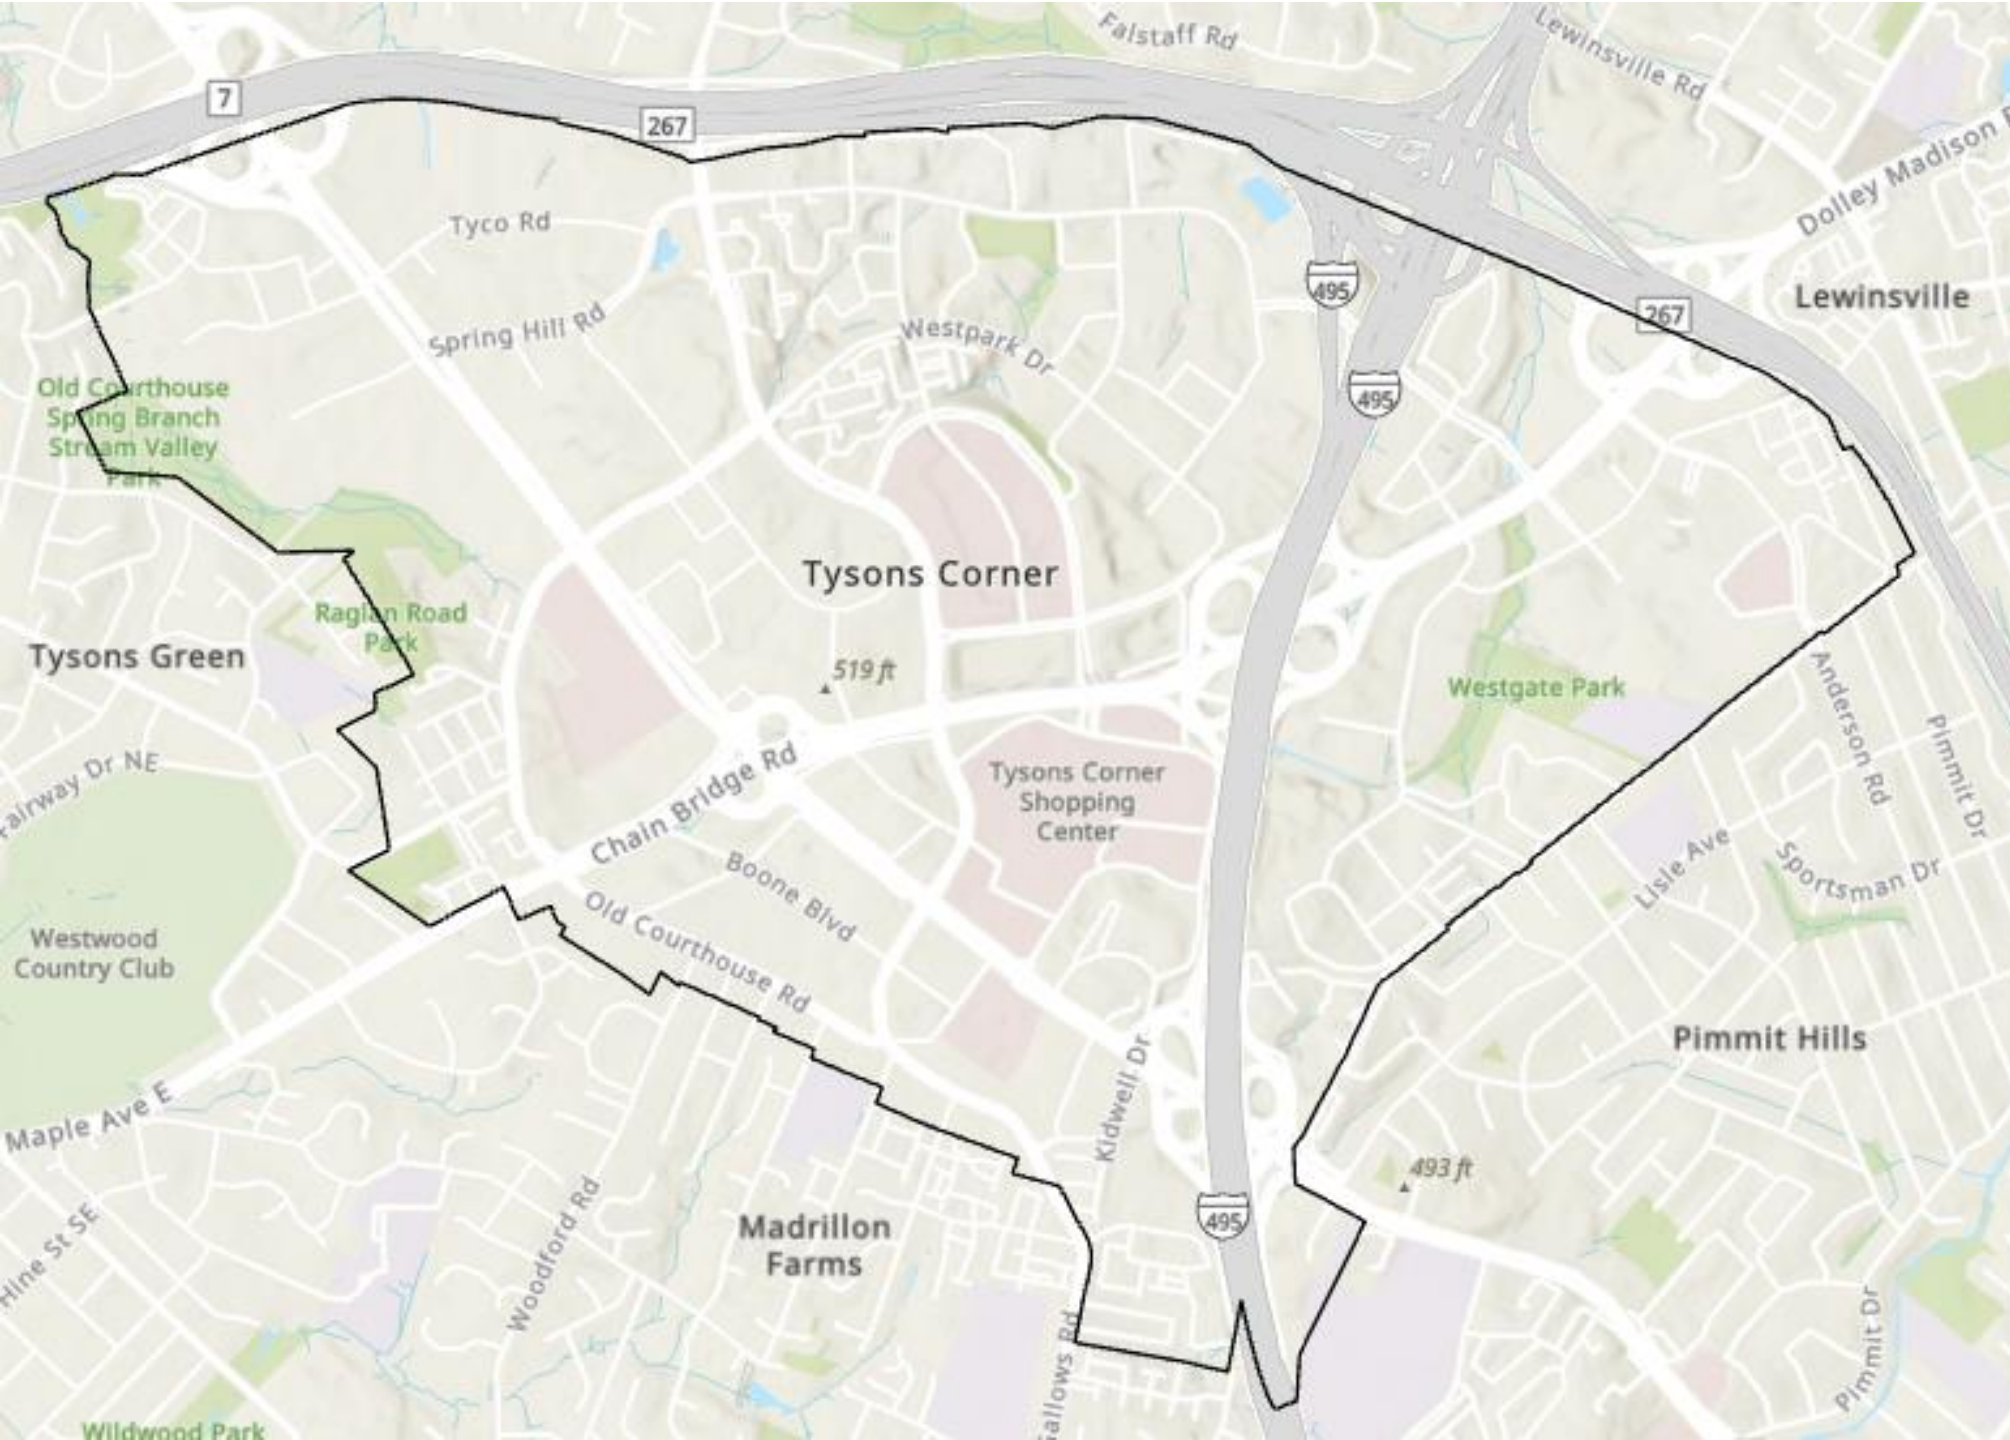 Falstaff Rd
Lewinsville Rd
7
267
Dolley Madison
Tyco Rd
495
Lewinsville
267
Spring Hill Rd
Westpark Dr
495
Old Courthouse
Spring Branch
Stream Valley
Park
Tysons Corner
Raglan Road
Park
Tysons Green
519 ft
Westgate Park
Anderson Rd
Pimmit Dr
Fairway Dr NE
Chain Bridge Rd
Tysons Corner
Shopping
Center
Boone Blvd
Lisle Ave
Sportsman Dr
Old Courthouse Rd
Westwood
Country Club
Pimmit Hills
Kidwell Dr
Maple Ave E
493 ft
Hine St SE
Woodford Rd
Madrillon
Farms
495
Gallows Rd
Pimmit Dr
Wildwood Park